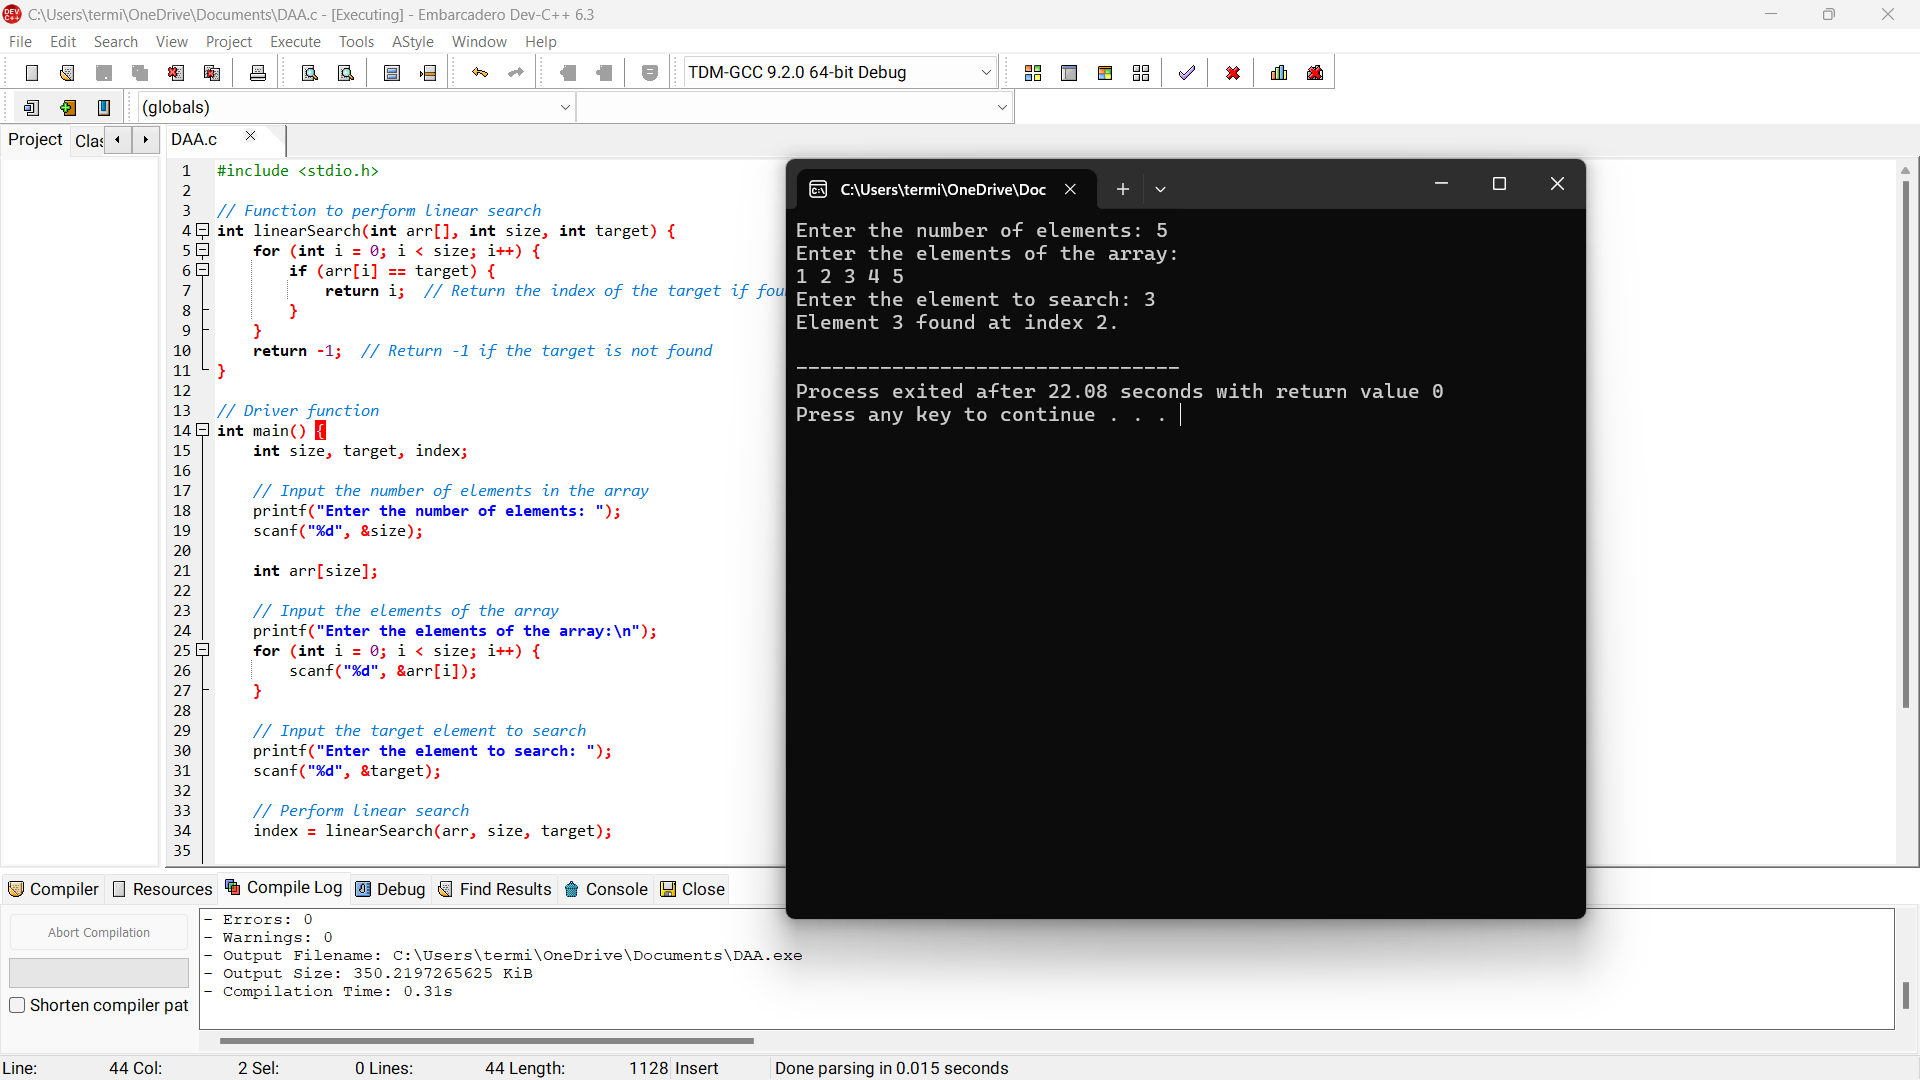 C:\Users\termi\OneDrive\Documents\DAA.c - [Executing] - Embarcadero Dev-C++ 6.3
File Edit Search View Project Execute Tools AStyle Window Help
TDM-GCC 9.2.0 64-bit Debug
(globals)
Project Clas DAA.c
1 #include <stdio.h>
2
3 // Function to perform linear search
4 int linearSearch(int arr[], int size, int target) {
5 for (int i = 0; i < size; i++) {
6 if (arr[i] == target) {
7 return i; // Return the index of the target if fou
8 }
9 }
10 return -1; // Return -1 if the target is not found
11 }
12
13 // Driver function
14 int main() {
15 int size, target, index;
16
17 // Input the number of elements in the array
18 printf("Enter the number of elements: ");
19 scanf("%d", &size);
20
21 int arr[size];
22
23 // Input the elements of the array
24 printf("Enter the elements of the array:\n");
25 for (int i = 0; i < size; i++) {
26 scanf("%d", &arr[i]);
27 }
28
29 // Input the target element to search
30 printf("Enter the element to search: ");
31 scanf("%d", &target);
32
33 // Perform linear search
34 index = linearSearch(arr, size, target);
35
C:\Users\termi\OneDrive\Doc
Enter the number of elements: 5
Enter the elements of the array:
1 2 3 4 5
Enter the element to search: 3
Element 3 found at index 2.
--------------------------------
Process exited after 22.08 seconds with return value 0
Press any key to continue . . .
Compiler Resources Compile Log Debug Find Results Console Close
Abort Compilation
Shorten compiler pat
- Errors: 0
- Warnings: 0
- Output Filename: C:\Users\termi\OneDrive\Documents\DAA.exe
- Output Size: 350.2197265625 KiB
- Compilation Time: 0.31s
Line: 44 Col: 2 Sel: 0 Lines: 44 Length: 1128 Insert Done parsing in 0.015 seconds